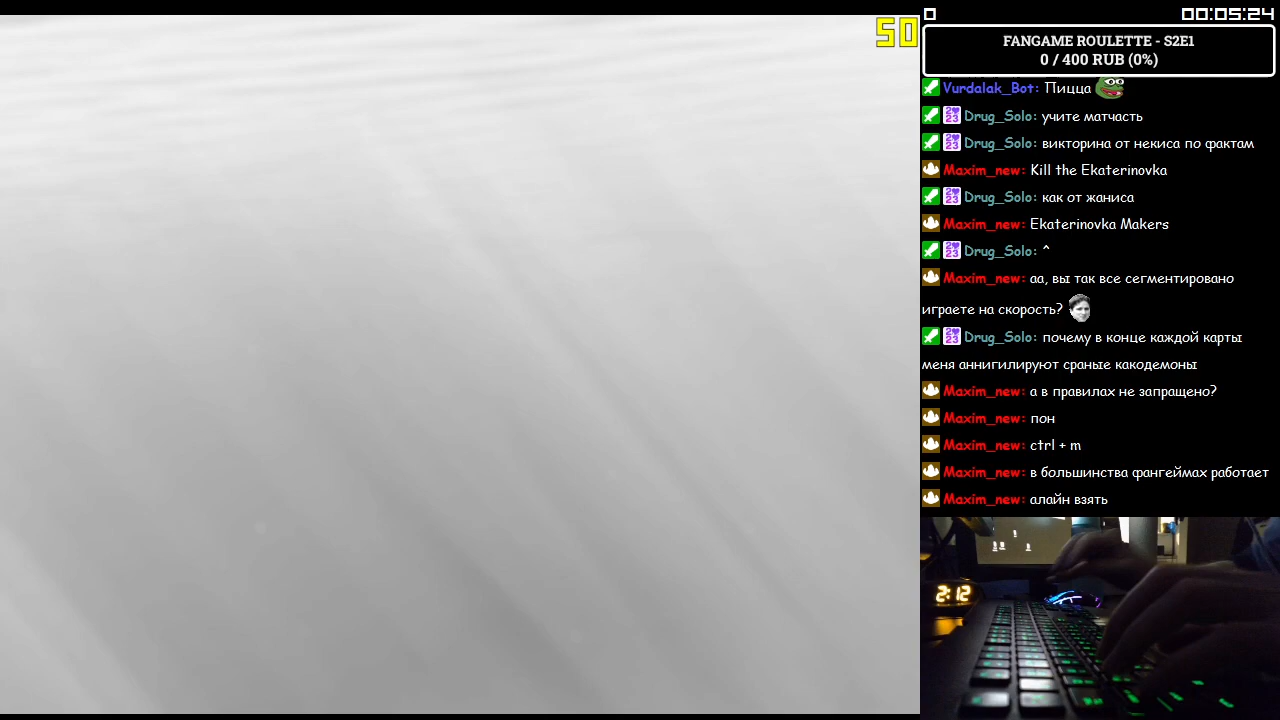 50
0 00:05:24
FANGAME ROULETTE - S2E1
0 / 400 RUB (0%)
Vurdalak_Bot: Пицца
Drug_Solo: учите матчасть
Drug_Solo: викторина от некиса по фактам
Maxim_new: Kill the Ekaterinovka
Drug_Solo: как от жаниса
Maxim_new: Ekaterinovka Makers
Drug_Solo: ^
Maxim_new: аа, вы так все сегментировано
играете на скорость?
Drug_Solo: почему в конце каждой карты
меня аннигилируют сраные какодемоны
Maxim_new: а в правилах не запрещено?
Maxim_new: пон
Maxim_new: ctrl + m
Maxim_new: в большинства фангеймах работает
Maxim_new: алайн взять
2:12